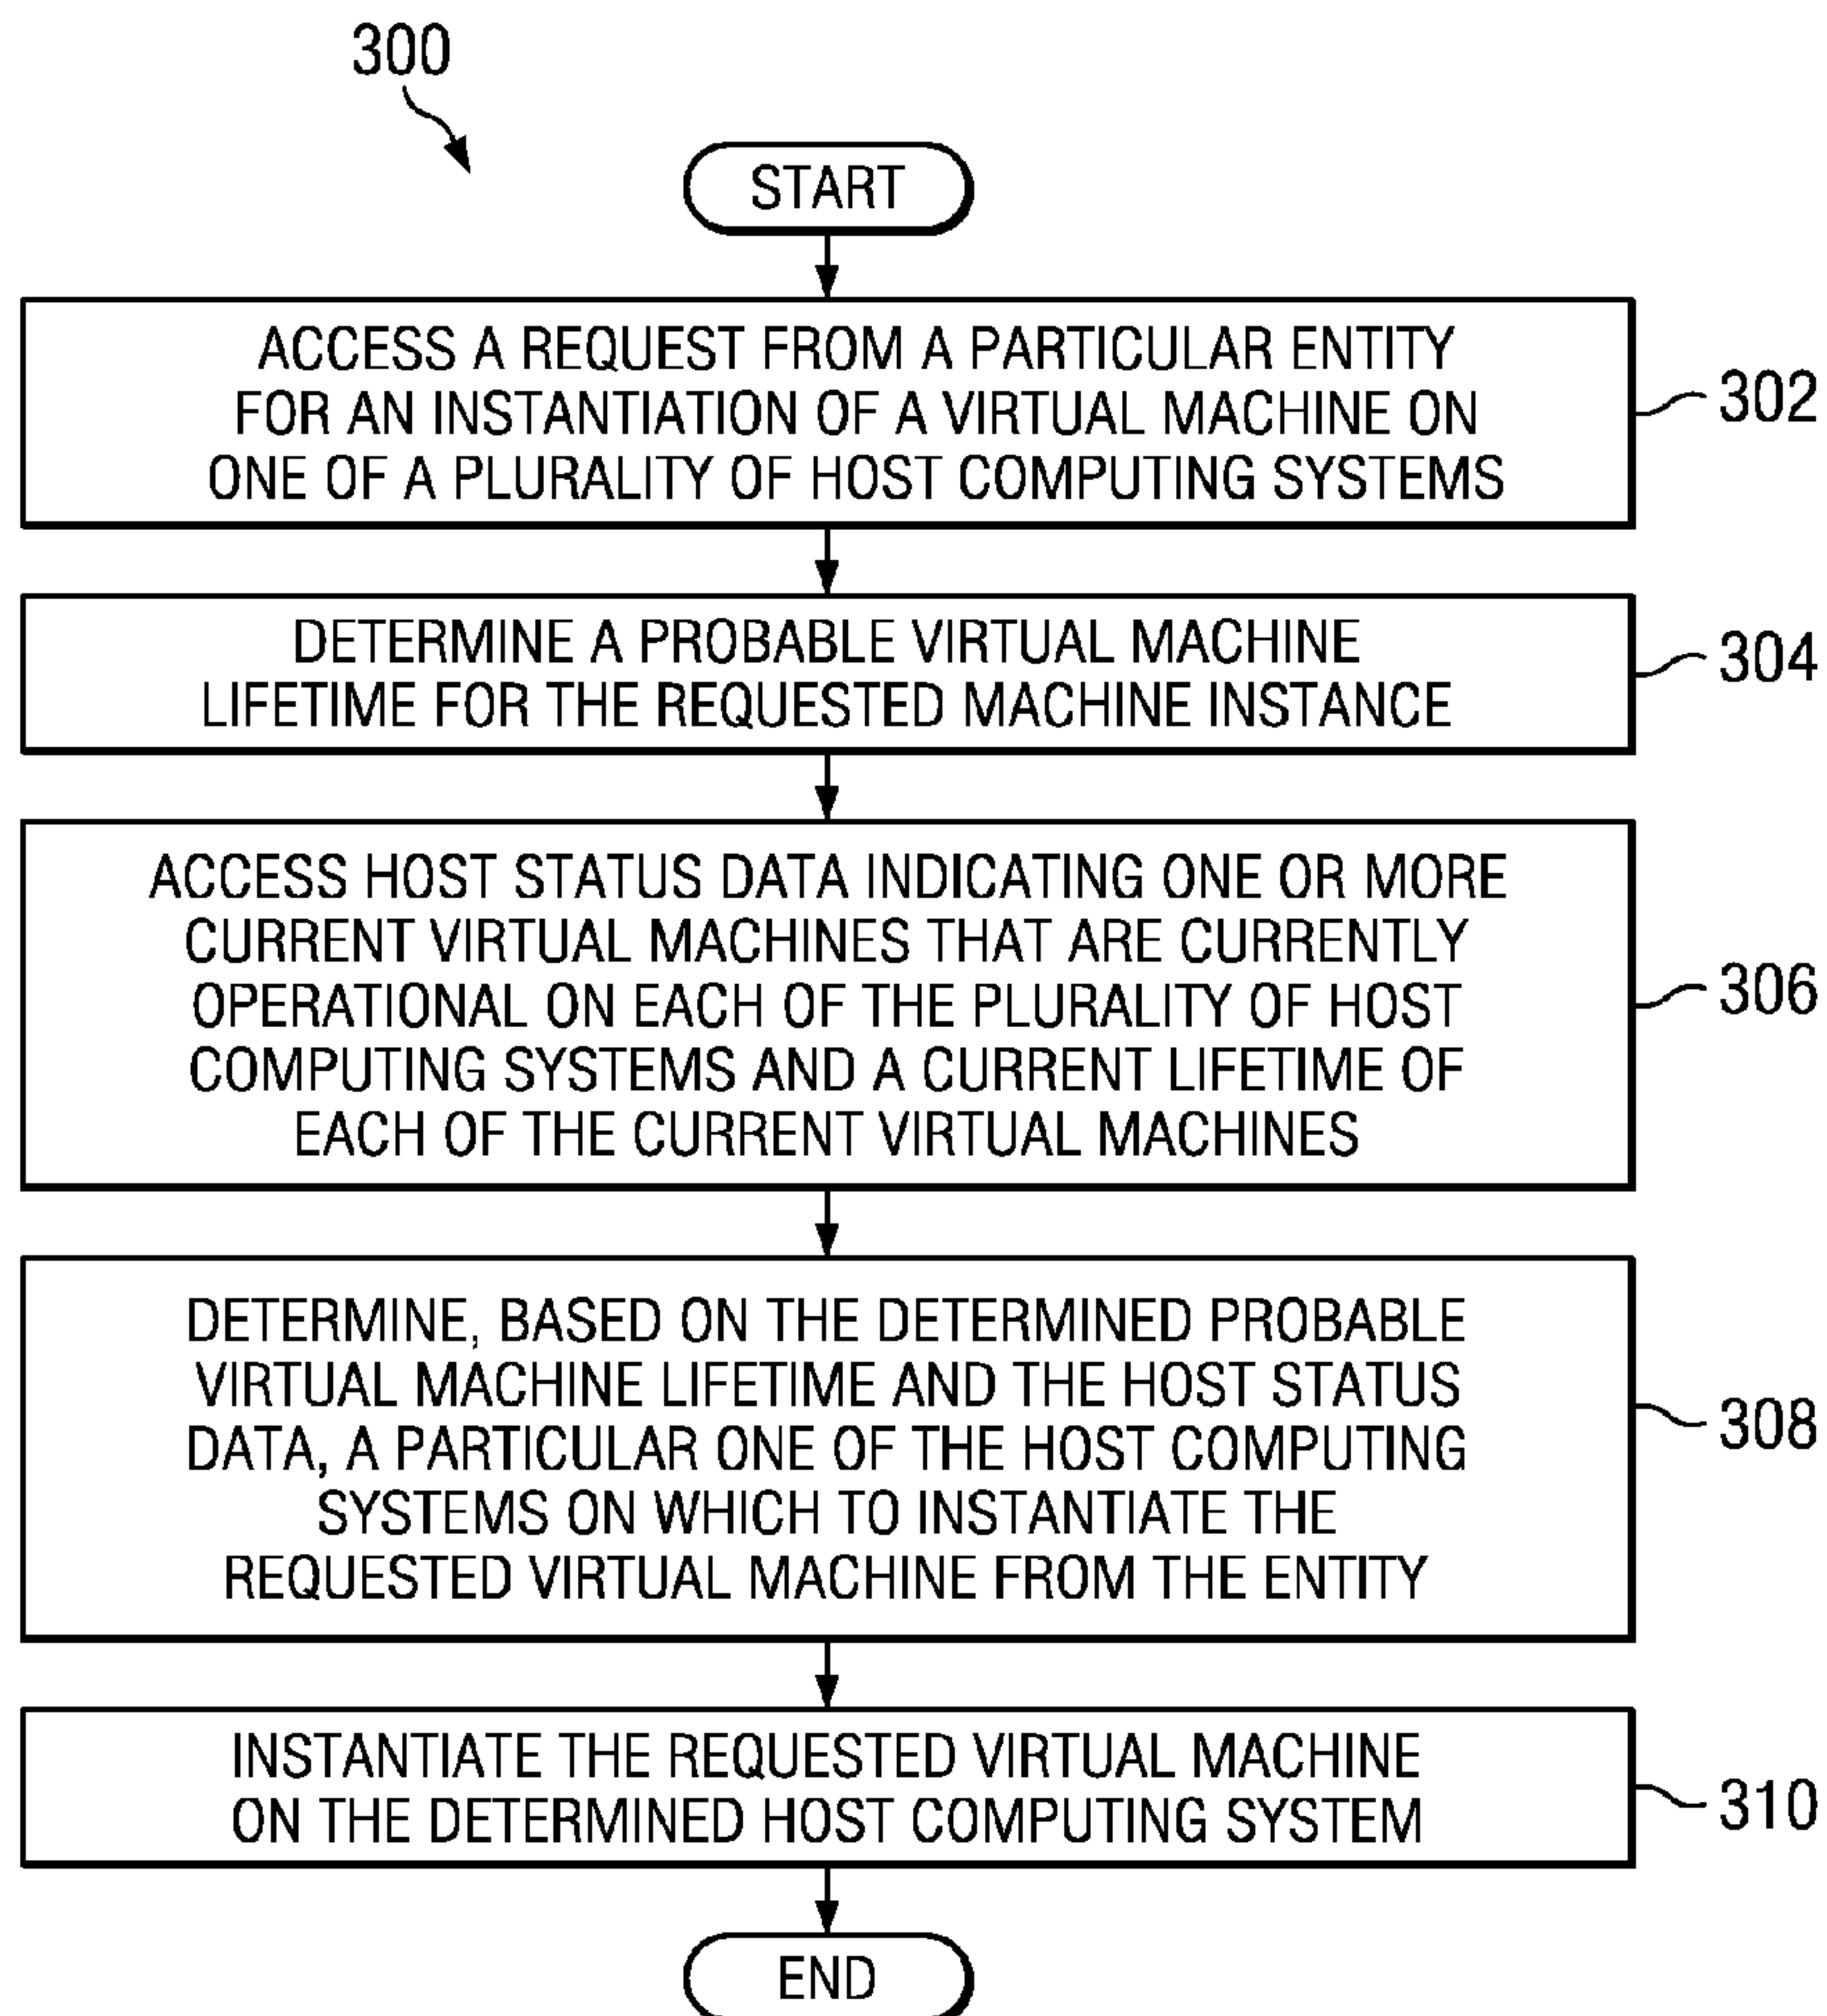 300
START
ACCESS A REQUEST FROM A PARTICULAR ENTITY
FOR AN INSTANTIATION OF A VIRTUAL MACHINE ON
ONE OF A PLURALITY OF HOST COMPUTING SYSTEMS
302
DETERMINE A PROBABLE VIRTUAL MACHINE
LIFETIME FOR THE REQUESTED MACHINE INSTANCE
304
ACCESS HOST STATUS DATA INDICATING ONE OR MORE
CURRENT VIRTUAL MACHINES THAT ARE CURRENTLY
OPERATIONAL ON EACH OF THE PLURALITY OF HOST
COMPUTING SYSTEMS AND A CURRENT LIFETIME OF
EACH OF THE CURRENT VIRTUAL MACHINES
306
DETERMINE, BASED ON THE DETERMINED PROBABLE
VIRTUAL MACHINE LIFETIME AND THE HOST STATUS
DATA, A PARTICULAR ONE OF THE HOST COMPUTING
SYSTEMS ON WHICH TO INSTANTIATE THE
REQUESTED VIRTUAL MACHINE FROM THE ENTITY
308
INSTANTIATE THE REQUESTED VIRTUAL MACHINE
ON THE DETERMINED HOST COMPUTING SYSTEM
310
END